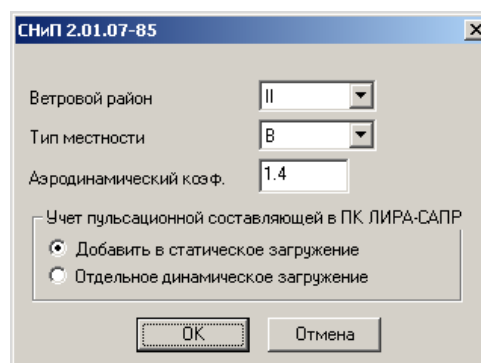 СНиП 2.01.07-85
Ветровой район II
Тип местности B
Аэродинамический коэф. 1.4
Учет пульсационной составляющей в ПК ЛИРА-САПР
Добавить в статическое загружение
Отдельное динамическое загружение
OK Отмена